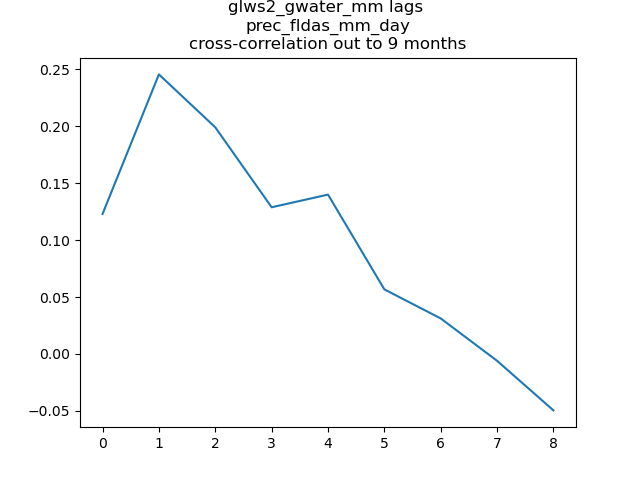 glws2_gwater_mm lags
prec_fldas_mm_day
cross-correlation out to 9 months
0.25
0.20
0.15
0.10
0.05
0.00
−0.05
0 1 2 3 4 5 6 7 8